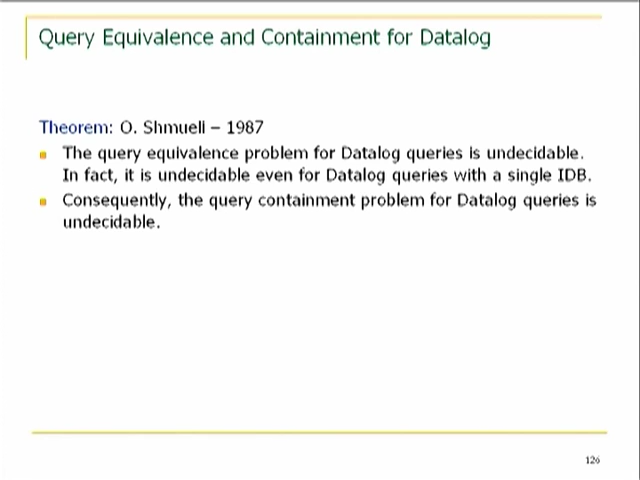 Query Equivalence and Containment for Datalog
Theorem: O. Shmueli – 1987
The query equivalence problem for Datalog queries is undecidable.
In fact, it is undecidable even for Datalog queries with a single IDB.
Consequently, the query containment problem for Datalog queries is
undecidable.
126